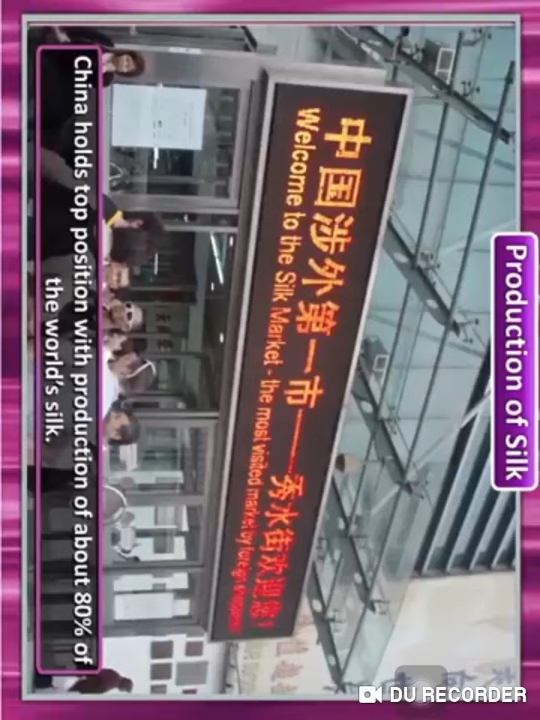 Production of Silk
中国涉外第一市——秀水街欢迎您!
Welcome to the Silk Market - the most visited market by foreign
China holds top position with production of about 80% of
the world's silk.
DU RECORDER